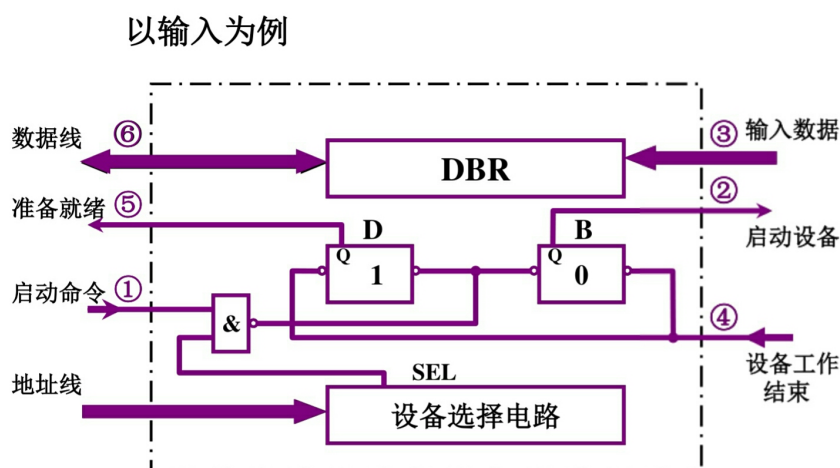 以输入为例
数据线 ⑥
③ 输入数据
DBR
准备就绪 ⑤
② 
启动设备
D
B
Q
Q
1
0
启动命令 ①
&
④
设备工作
结束
SEL
地址线
设备选择电路